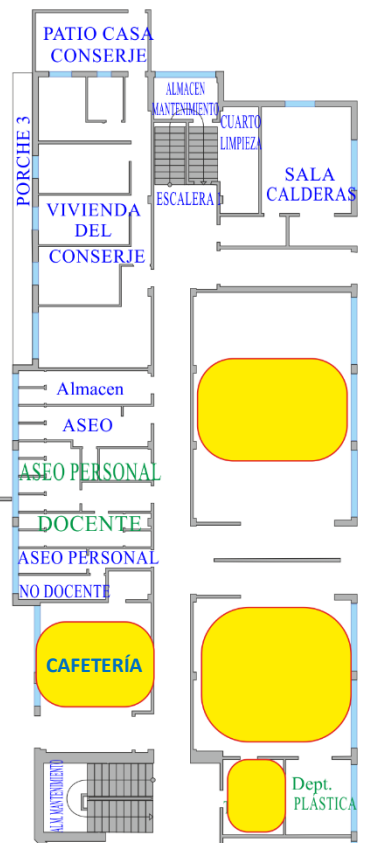 PATIO CASA
CONSERJE
ALMACEN
MANTENIMIENTO
CUARTO
LIMPIEZA
PORCHE 3
ESCALERA
SALA
CALDERAS
VIVIENDA
DEL
CONSERJE
Almacen
ASEO
ASEO PERSONAL
DOCENTE
ASEO PERSONAL
NO DOCENTE
CAFETERÍA
ALM. MANTENIMIENTO
Dept.
PLÁSTICA